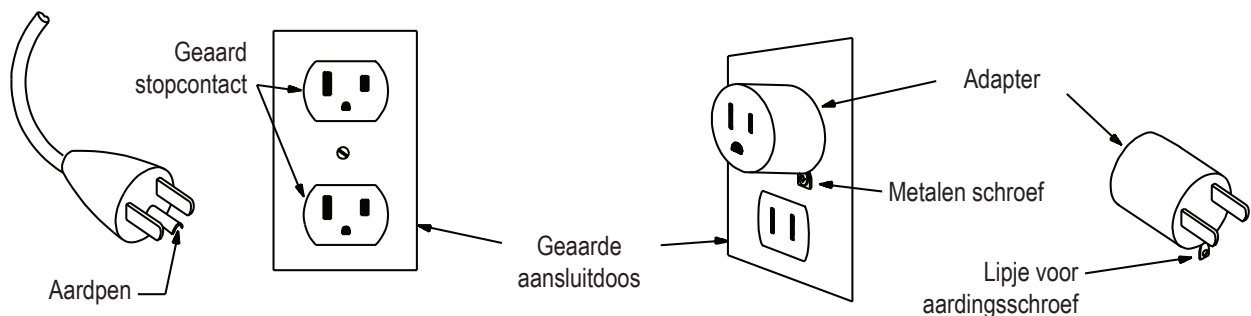 Geaard
stopcontact
Aardpen
Geaarde
aansluitdoos
Adapter
Metalen schroef
Lipje voor
aardingsschroef